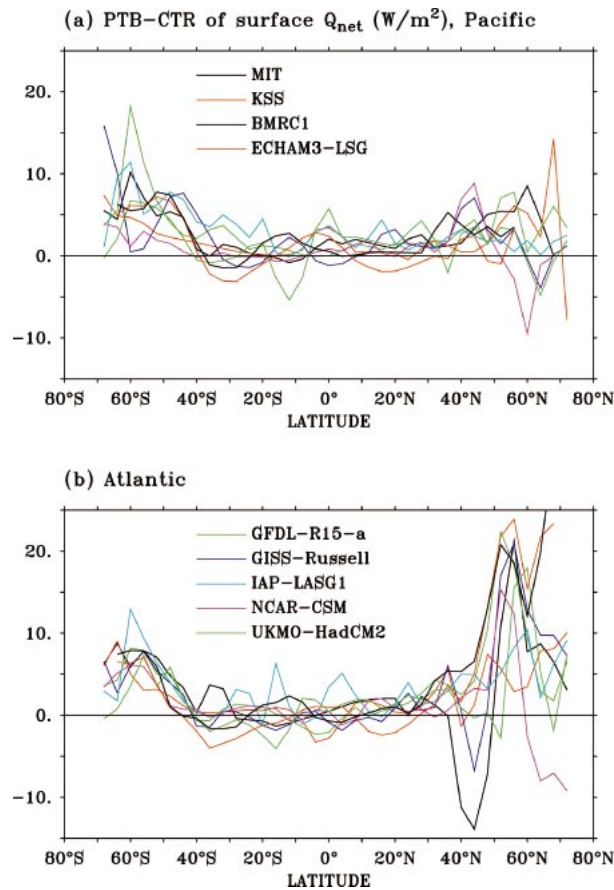 (a) PTB-CTR of surface Qnet (W/m²), Pacific
MIT
KSS
BMRC1
ECHAM3-LSG
20.
10.
0.
-10.
80°S 60°S 40°S 20°S 0° 20°N 40°N 60°N 80°N
LATITUDE
(b) Atlantic
GFDL-R15-a
GISS-Russell
IAP-LASG1
NCAR-CSM
UKMO-HadCM2
20.
10.
0.
-10.
80°S 60°S 40°S 20°S 0° 20°N 40°N 60°N 80°N
LATITUDE